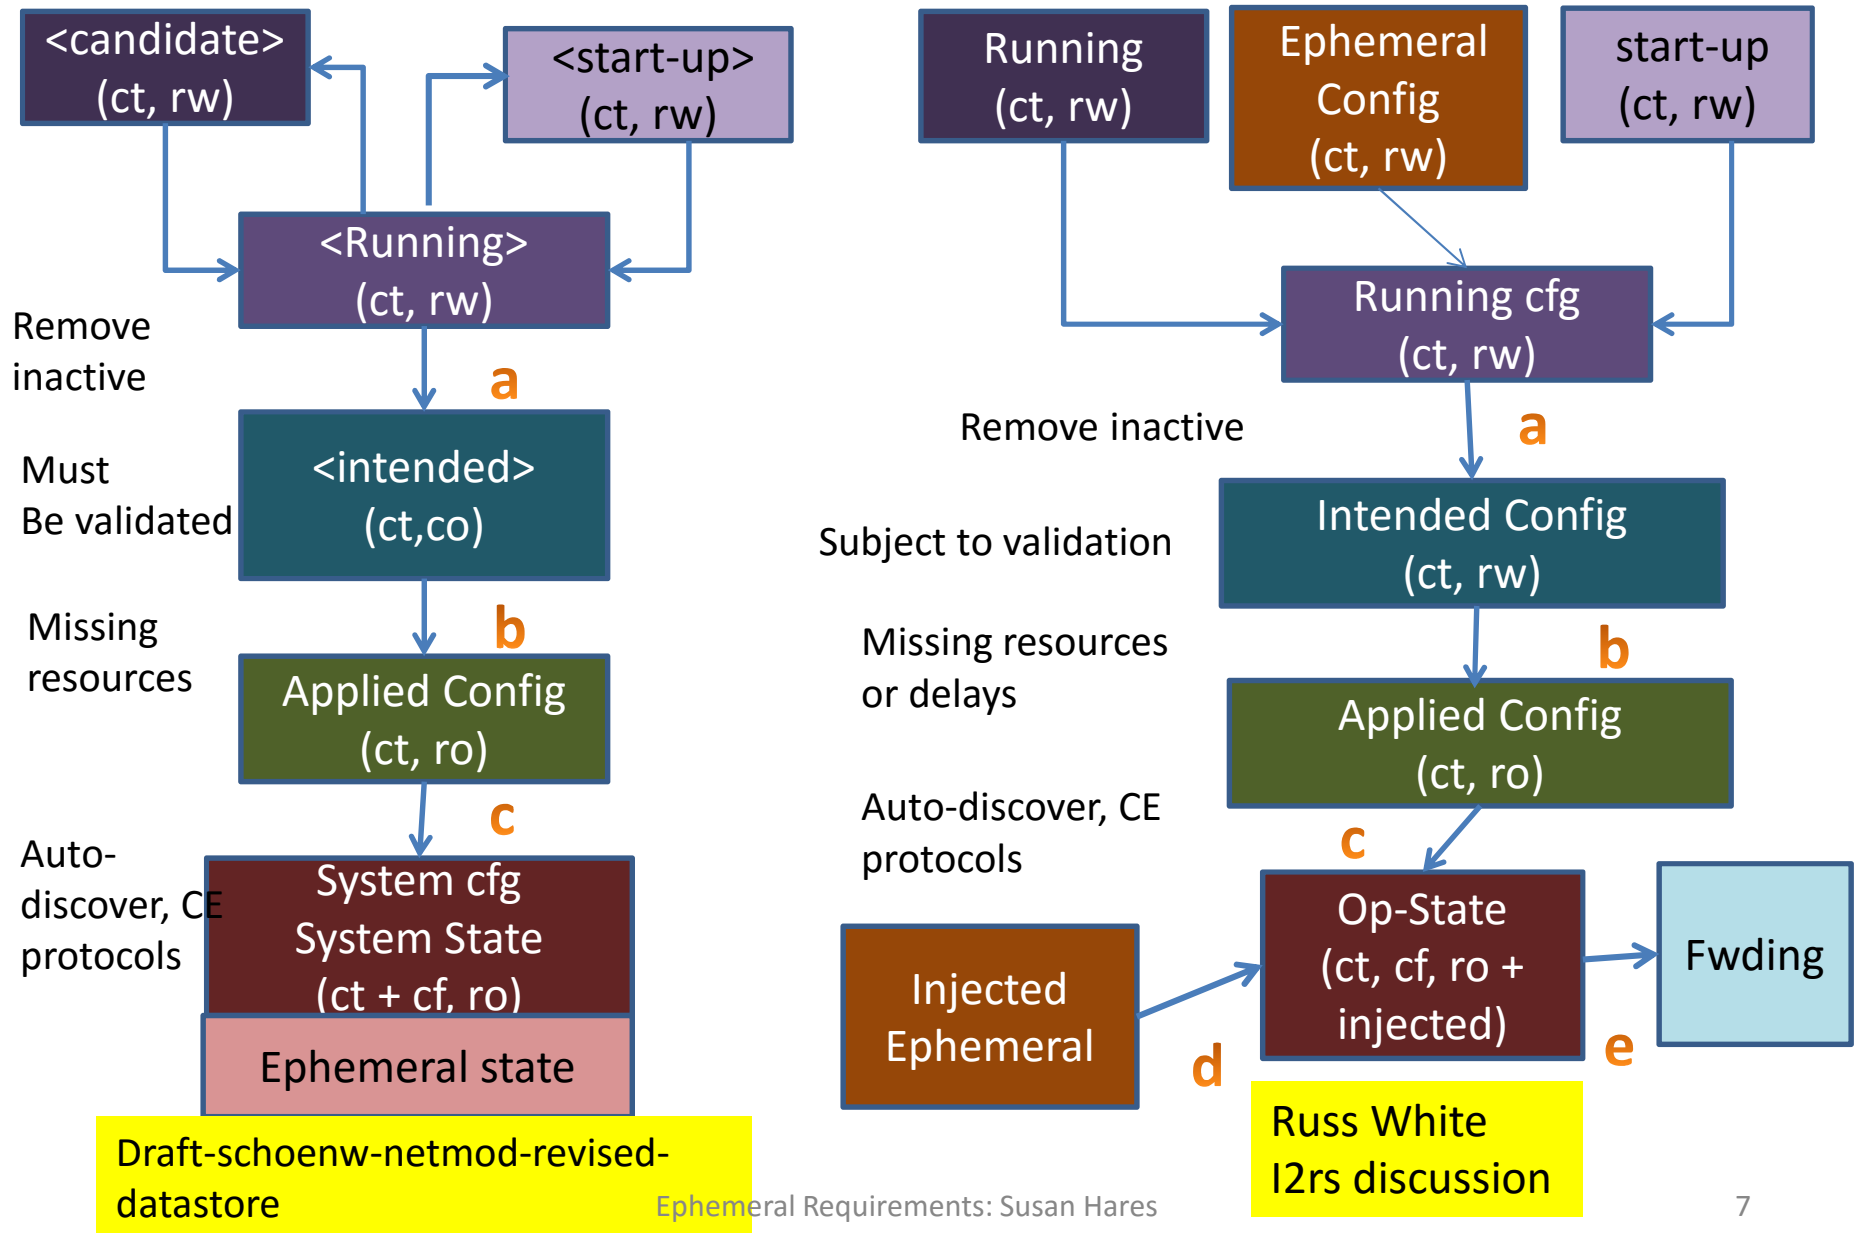 <candidate>
(ct, rw)
<start-up>
(ct, rw)
<Running>
(ct, rw)
Remove
inactive
a
Must
Be validated
<intended>
(ct,co)
Missing
resources
b
Applied Config
(ct, ro)
c
Auto-
discover, CE
protocols
System cfg
System State
(ct + cf, ro)
Ephemeral state
Draft-schoenw-netmod-revised-
datastore
Running
(ct, rw)
Ephemeral
Config
(ct, rw)
start-up
(ct, rw)
Running cfg
(ct, rw)
Remove inactive
a
Subject to validation
Intended Config
(ct, rw)
Missing resources
or delays
b
Applied Config
(ct, ro)
Auto-discover, CE
protocols
c
Injected
Ephemeral
d
Op-State
(ct, cf, ro +
injected)
e
Fwding
Russ White
I2rs discussion
Ephemeral Requirements: Susan Hares
7